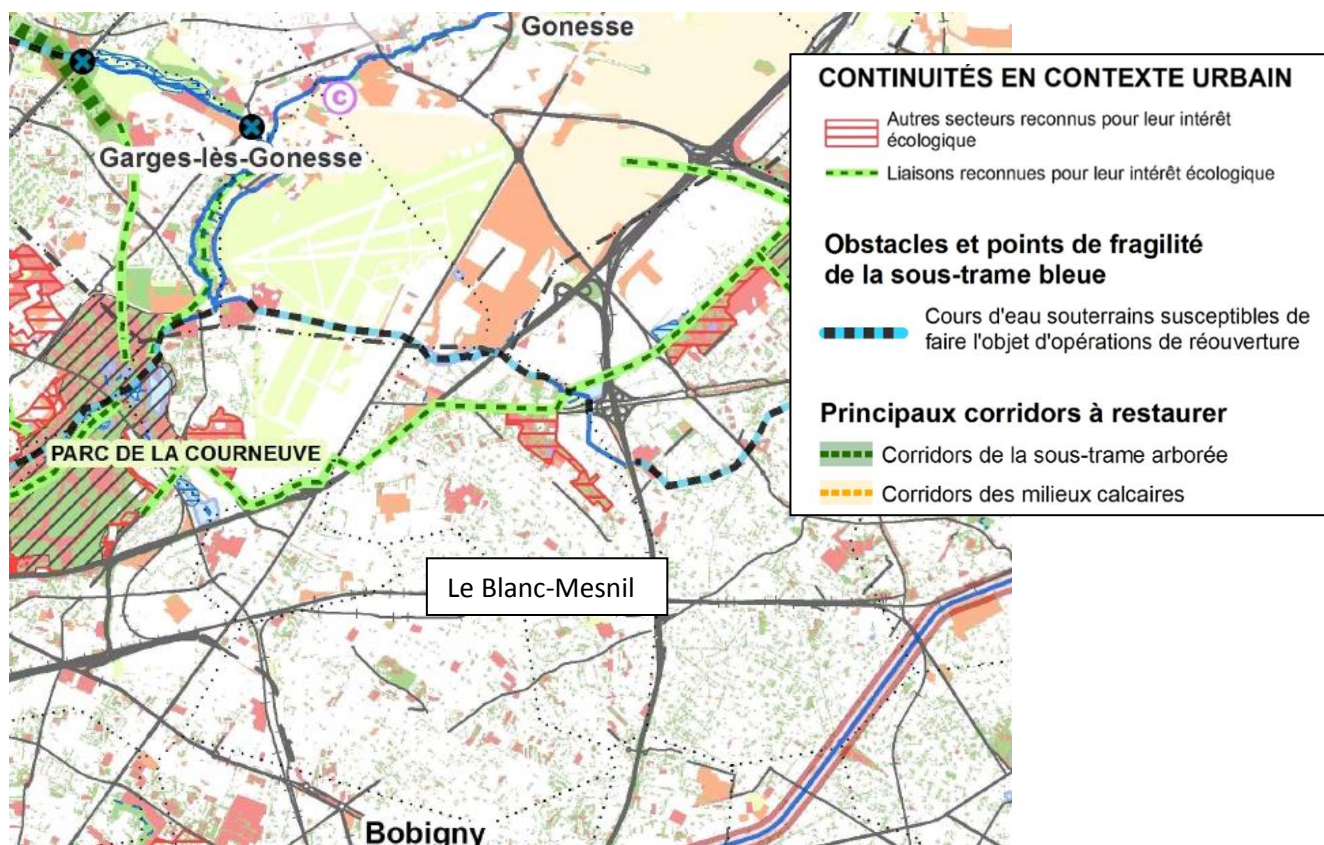 Gonesse
C
Garges-lès-Gonesse
PARC DE LA COURNEUVE
Le Blanc-Mesnil
Bobigny
CONTINUITÉS EN CONTEXTE URBAIN
Autres secteurs reconnus pour leur intérêt
écologique
Liaisons reconnues pour leur intérêt écologique
Obstacles et points de fragilité
de la sous-trame bleue
Cours d'eau souterrains susceptibles de
faire l'objet d'opérations de réouverture
Principaux corridors à restaurer
Corridors de la sous-trame arborée
Corridors des milieux calcaires